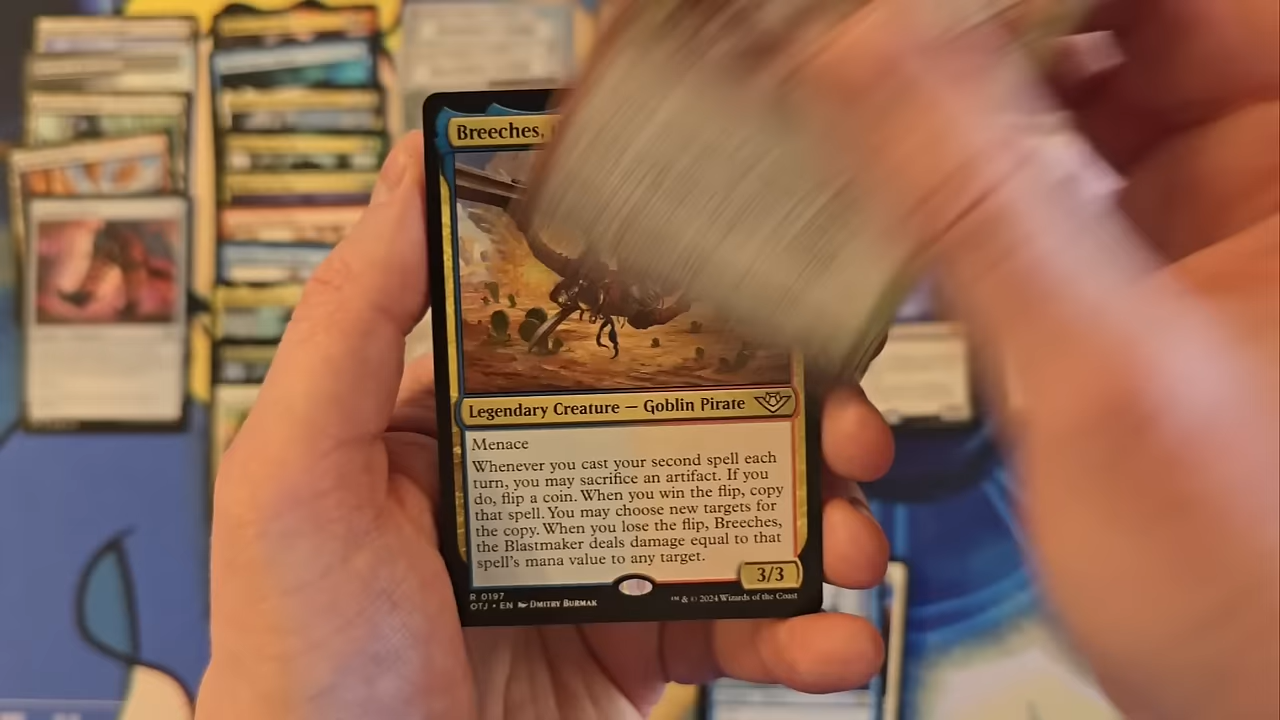 Breeches,
Legendary Creature — Goblin Pirate
Menace
Whenever you cast your second spell each
turn, you may sacrifice an artifact. If you
do, flip a coin. When you win the flip, copy
that spell. You may choose new targets for
the copy. When you lose the flip, Breeches,
the Blastmaker deals damage equal to that
spell's mana value to any target.
3/3
R 0197
OTJ • EN DMITRY BURMAK
™ & © 2024 Wizards of the Coast